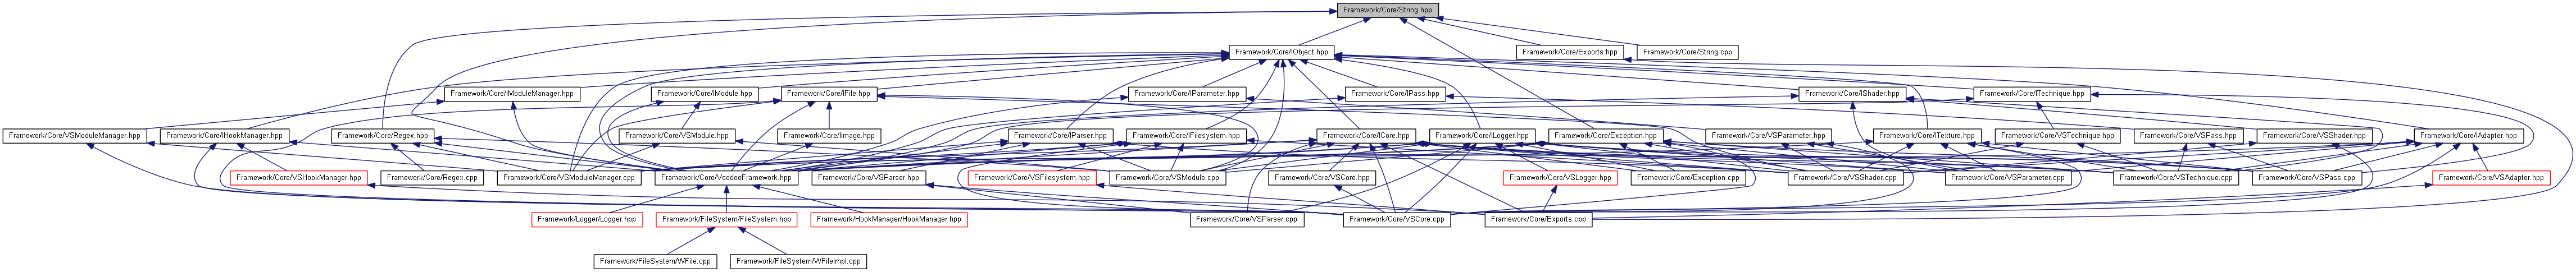 Framework/Core/String.hpp
Framework/Core/IObject.hpp
Framework/Core/Exports.hpp
Framework/Core/String.cpp
Framework/Core/IModuleManager.hpp
Framework/Core/IModule.hpp
Framework/Core/IFile.hpp
Framework/Core/IParameter.hpp
Framework/Core/IPass.hpp
Framework/Core/IShader.hpp
Framework/Core/ITechnique.hpp
Framework/Core/VSModuleManager.hpp
Framework/Core/IHookManager.hpp
Framework/Core/Regex.hpp
Framework/Core/VSModule.hpp
Framework/Core/IImage.hpp
Framework/Core/IParser.hpp
Framework/Core/IFilesystem.hpp
Framework/Core/ICore.hpp
Framework/Core/ILogger.hpp
Framework/Core/Exception.hpp
Framework/Core/VSParameter.hpp
Framework/Core/ITexture.hpp
Framework/Core/VSTechnique.hpp
Framework/Core/VSPass.hpp
Framework/Core/VSShader.hpp
Framework/Core/IAdapter.hpp
Framework/Core/VSHookManager.hpp
Framework/Core/Regex.cpp
Framework/Core/VSModuleManager.cpp
Framework/Core/VoodooFramework.hpp
Framework/Core/VSParser.hpp
Framework/Core/VSFilesystem.hpp
Framework/Core/VSModule.cpp
Framework/Core/VSCore.hpp
Framework/Core/VSLogger.hpp
Framework/Core/Exception.cpp
Framework/Core/VSShader.cpp
Framework/Core/VSParameter.cpp
Framework/Core/VSTechnique.cpp
Framework/Core/VSPass.cpp
Framework/Core/VSAdapter.hpp
Framework/Logger/Logger.hpp
Framework/FileSystem/FileSystem.hpp
Framework/HookManager/HookManager.hpp
Framework/Core/VSParser.cpp
Framework/Core/VSCore.cpp
Framework/Core/Exports.cpp
Framework/FileSystem/WFile.cpp
Framework/FileSystem/WFileImpl.cpp